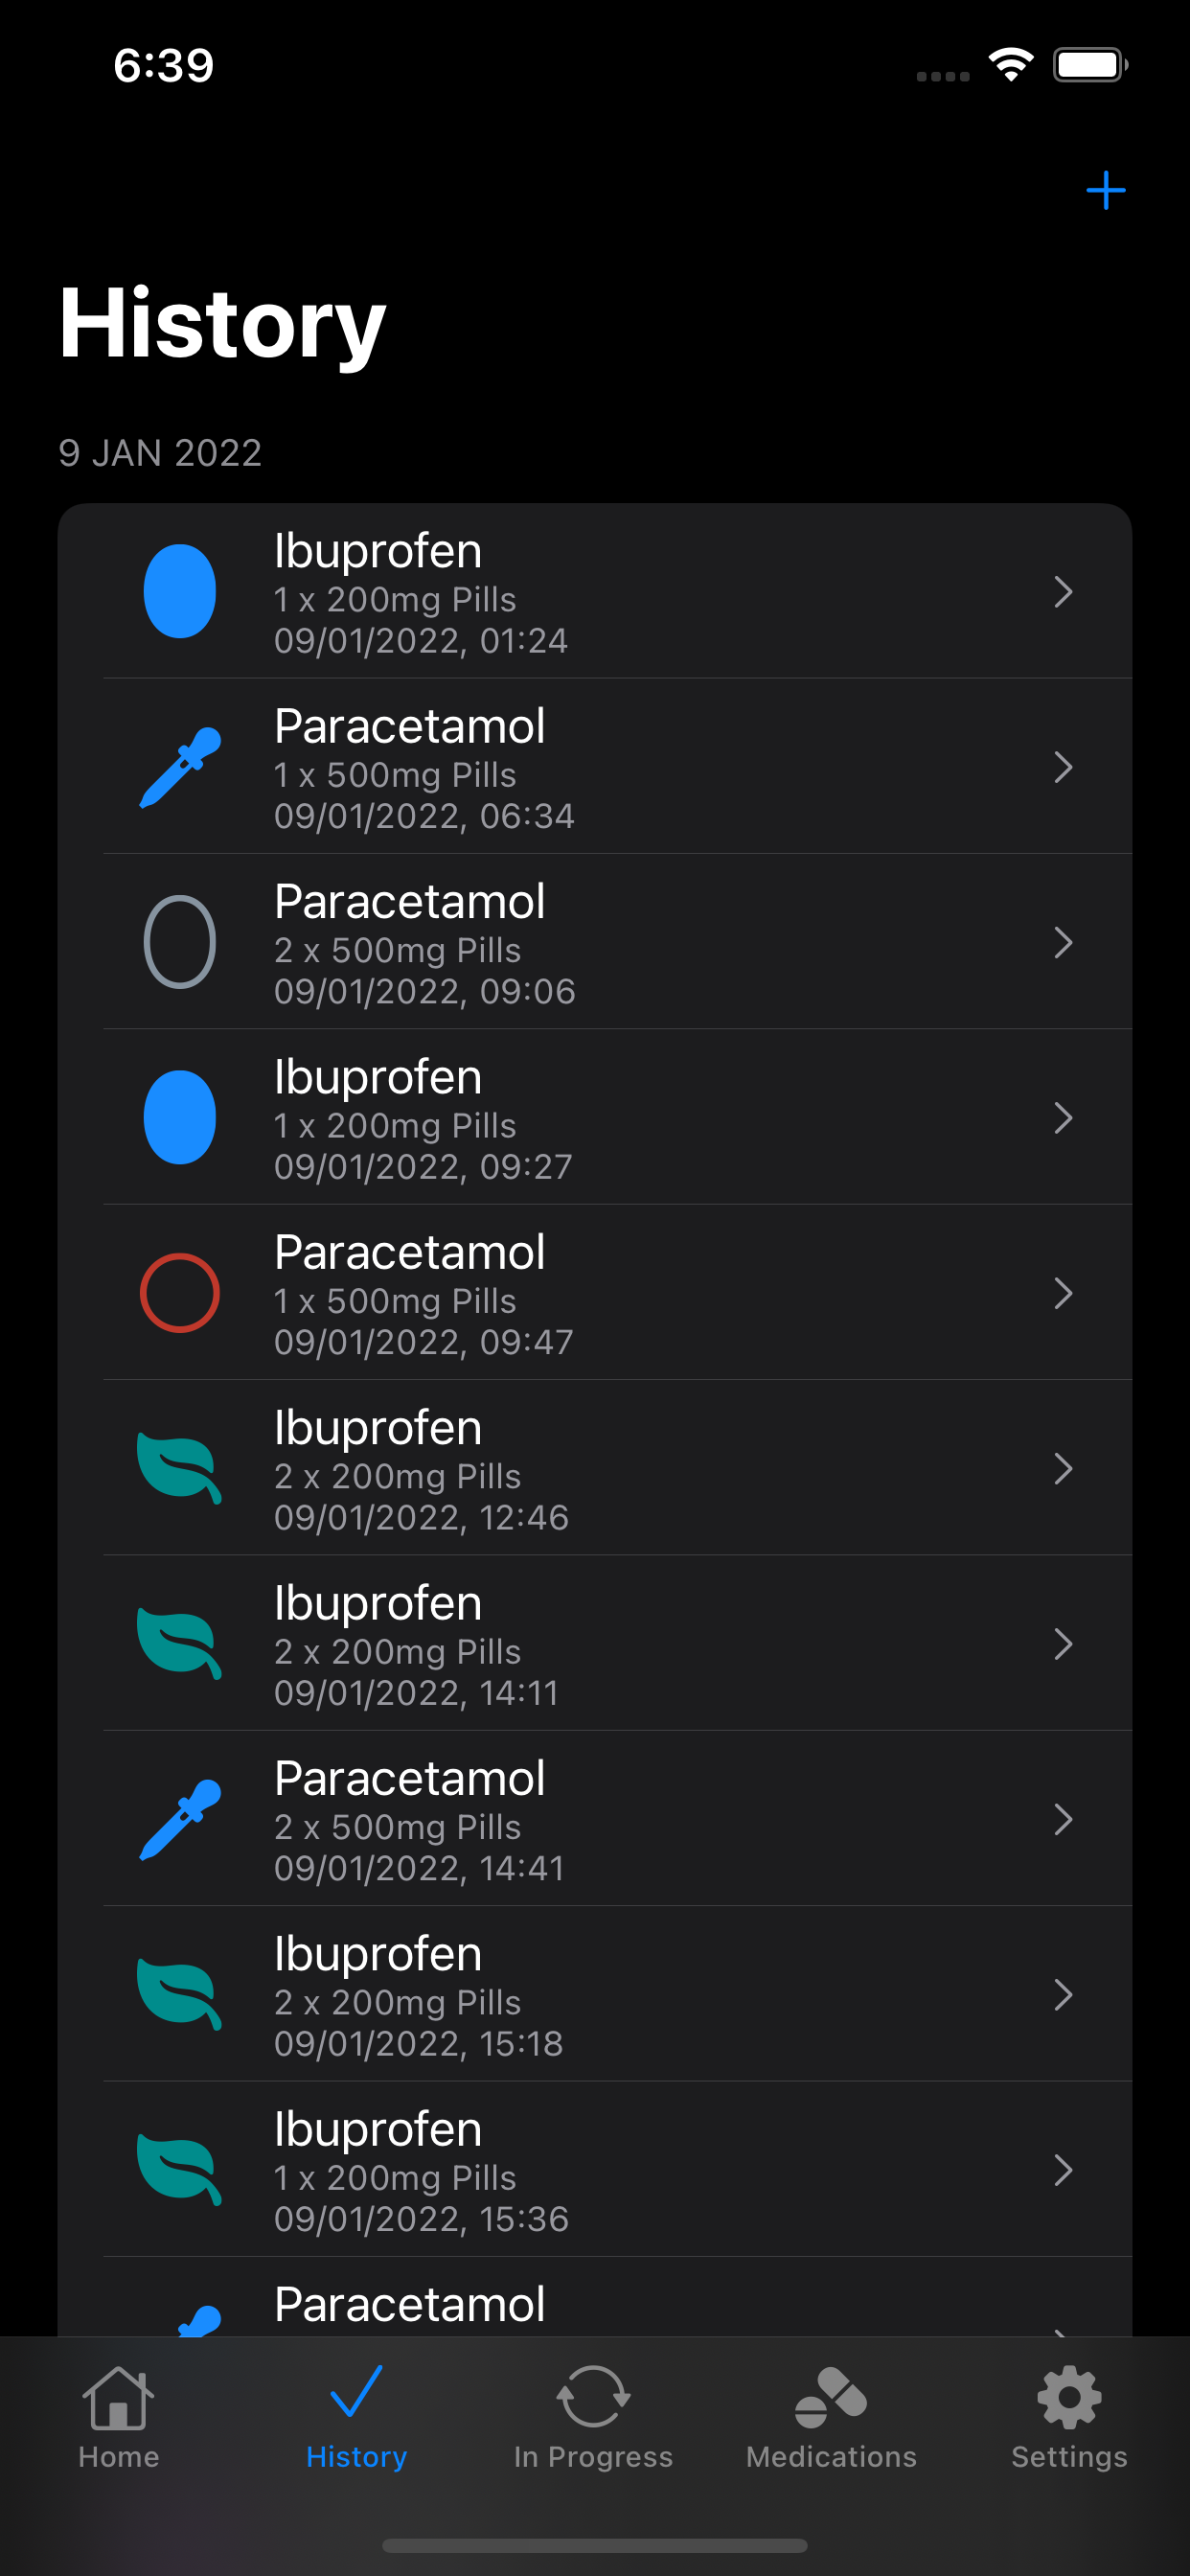 6:39
History
9 JAN 2022
Ibuprofen
1 x 200mg Pills
09/01/2022, 01:24
Paracetamol
1 x 500mg Pills
09/01/2022, 06:34
Paracetamol
2 x 500mg Pills
09/01/2022, 09:06
Ibuprofen
1 x 200mg Pills
09/01/2022, 09:27
Paracetamol
1 x 500mg Pills
09/01/2022, 09:47
Ibuprofen
2 x 200mg Pills
09/01/2022, 12:46
Ibuprofen
2 x 200mg Pills
09/01/2022, 14:11
Paracetamol
2 x 500mg Pills
09/01/2022, 14:41
Ibuprofen
2 x 200mg Pills
09/01/2022, 15:18
Ibuprofen
1 x 200mg Pills
09/01/2022, 15:36
Paracetamol
Home History In Progress Medications Settings